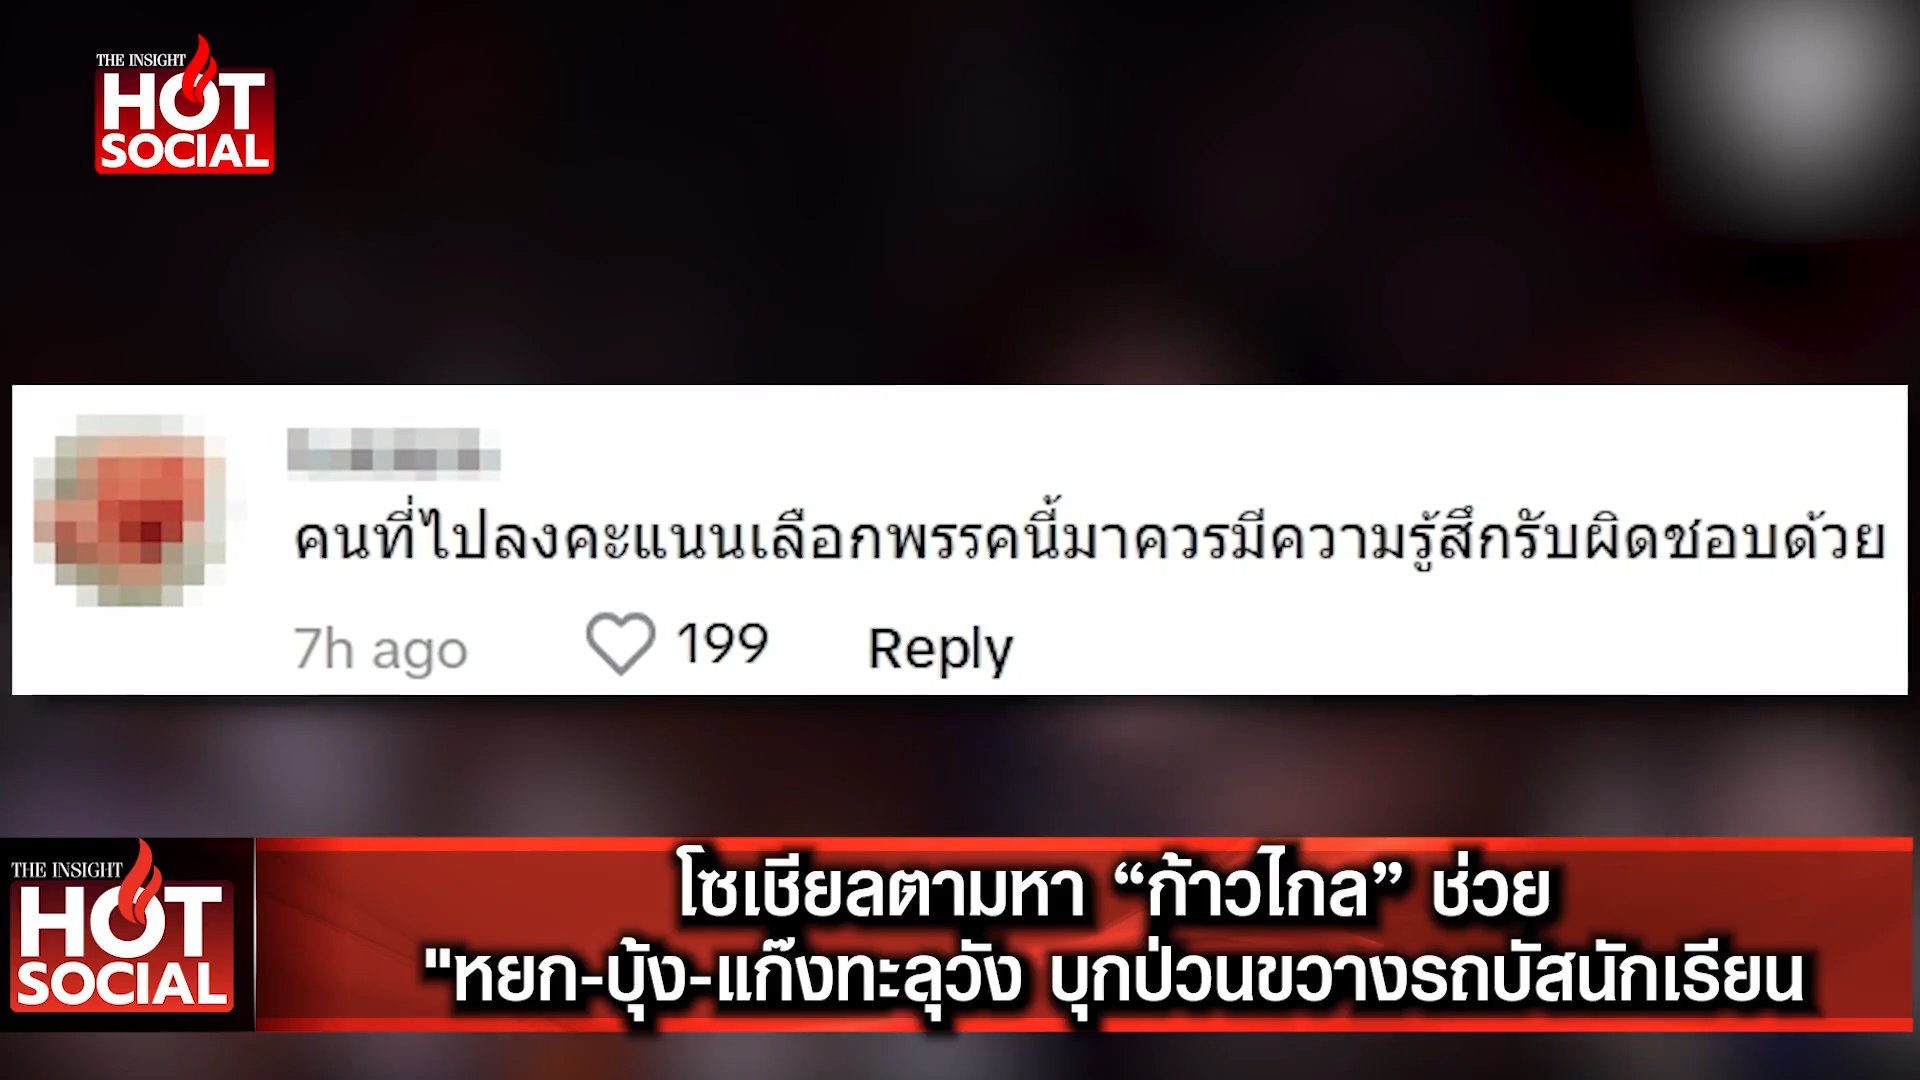 THE INSIGHT
HOT
SOCIAL
คนที่ไปลงคะแนนเลือกพรรคนี้มาควรมีความรู้สึกรับผิดชอบด้วย
7h ago 199 Reply
THE INSIGHT
HOT
SOCIAL
โซเชียลตามหา “ก้าวไกล” ช่วย
"หยก-บุ้ง-แก๊งทะลุวัง บุกป่วนขวางรถบัสนักเรียน